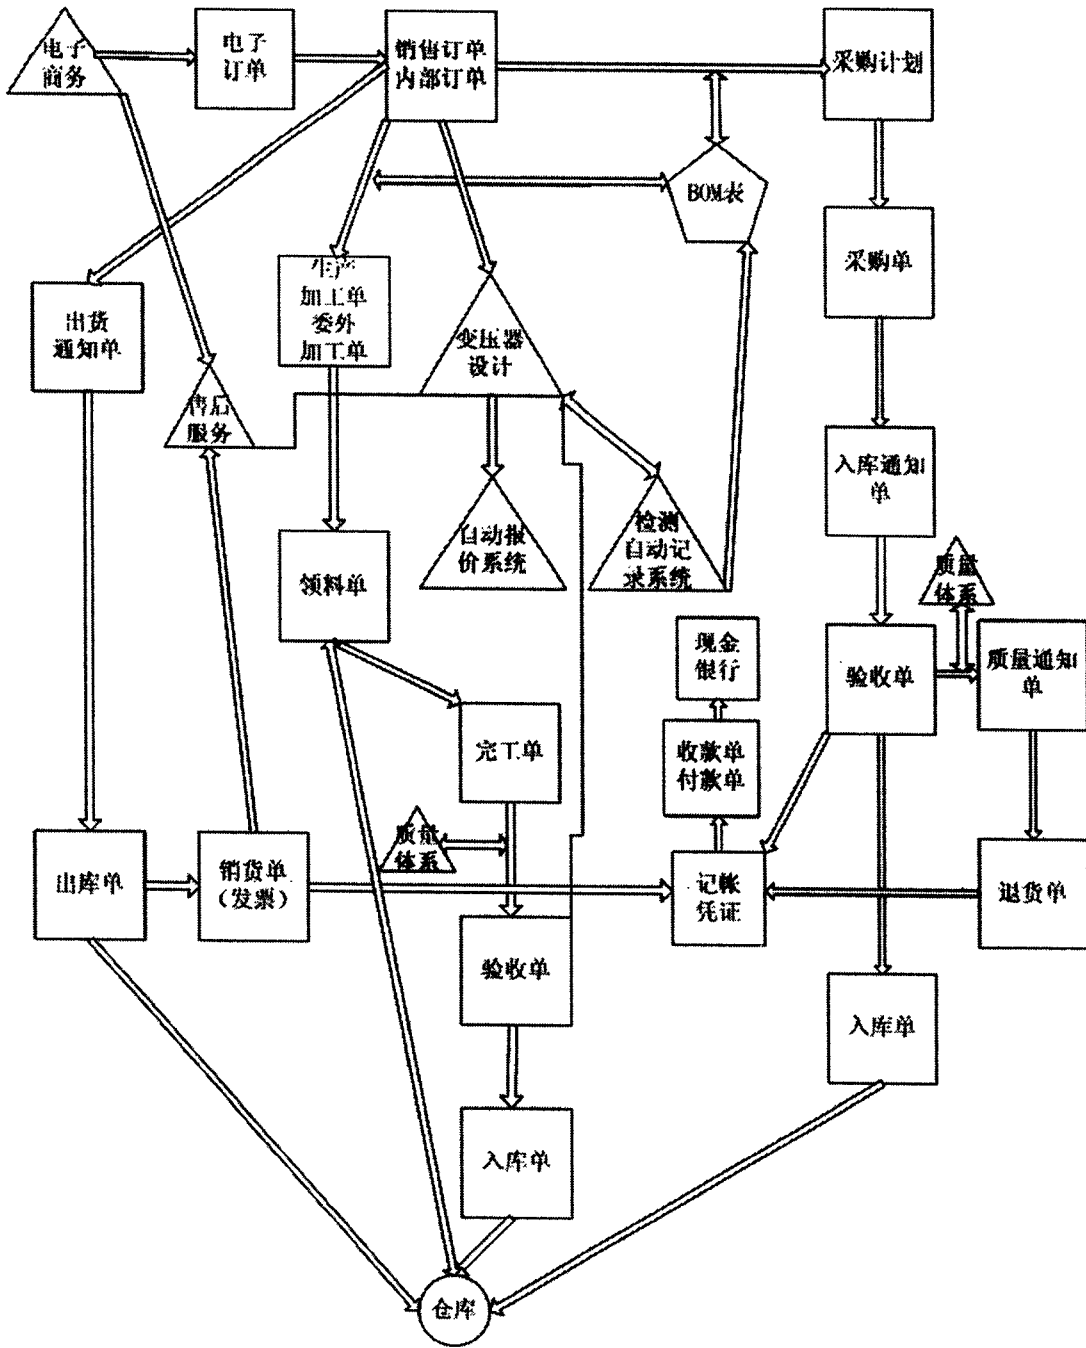 电子
商务
电子
订单
销售订单
内部订单
采购计划
BOM表
采购单
生产
加工单
委外
加工单
出货
通知单
变压器
设计
售后
服务
入库通知
单
自动报
价系统
检测
自动记
录系统
领料单
质量
体系
现金
银行
验收单
质量通知
单
完工单
收款单
付款单
质量
体系
出库单
销货单
（发票）
记帐
凭证
退货单
验收单
入库单
入库单
仓库